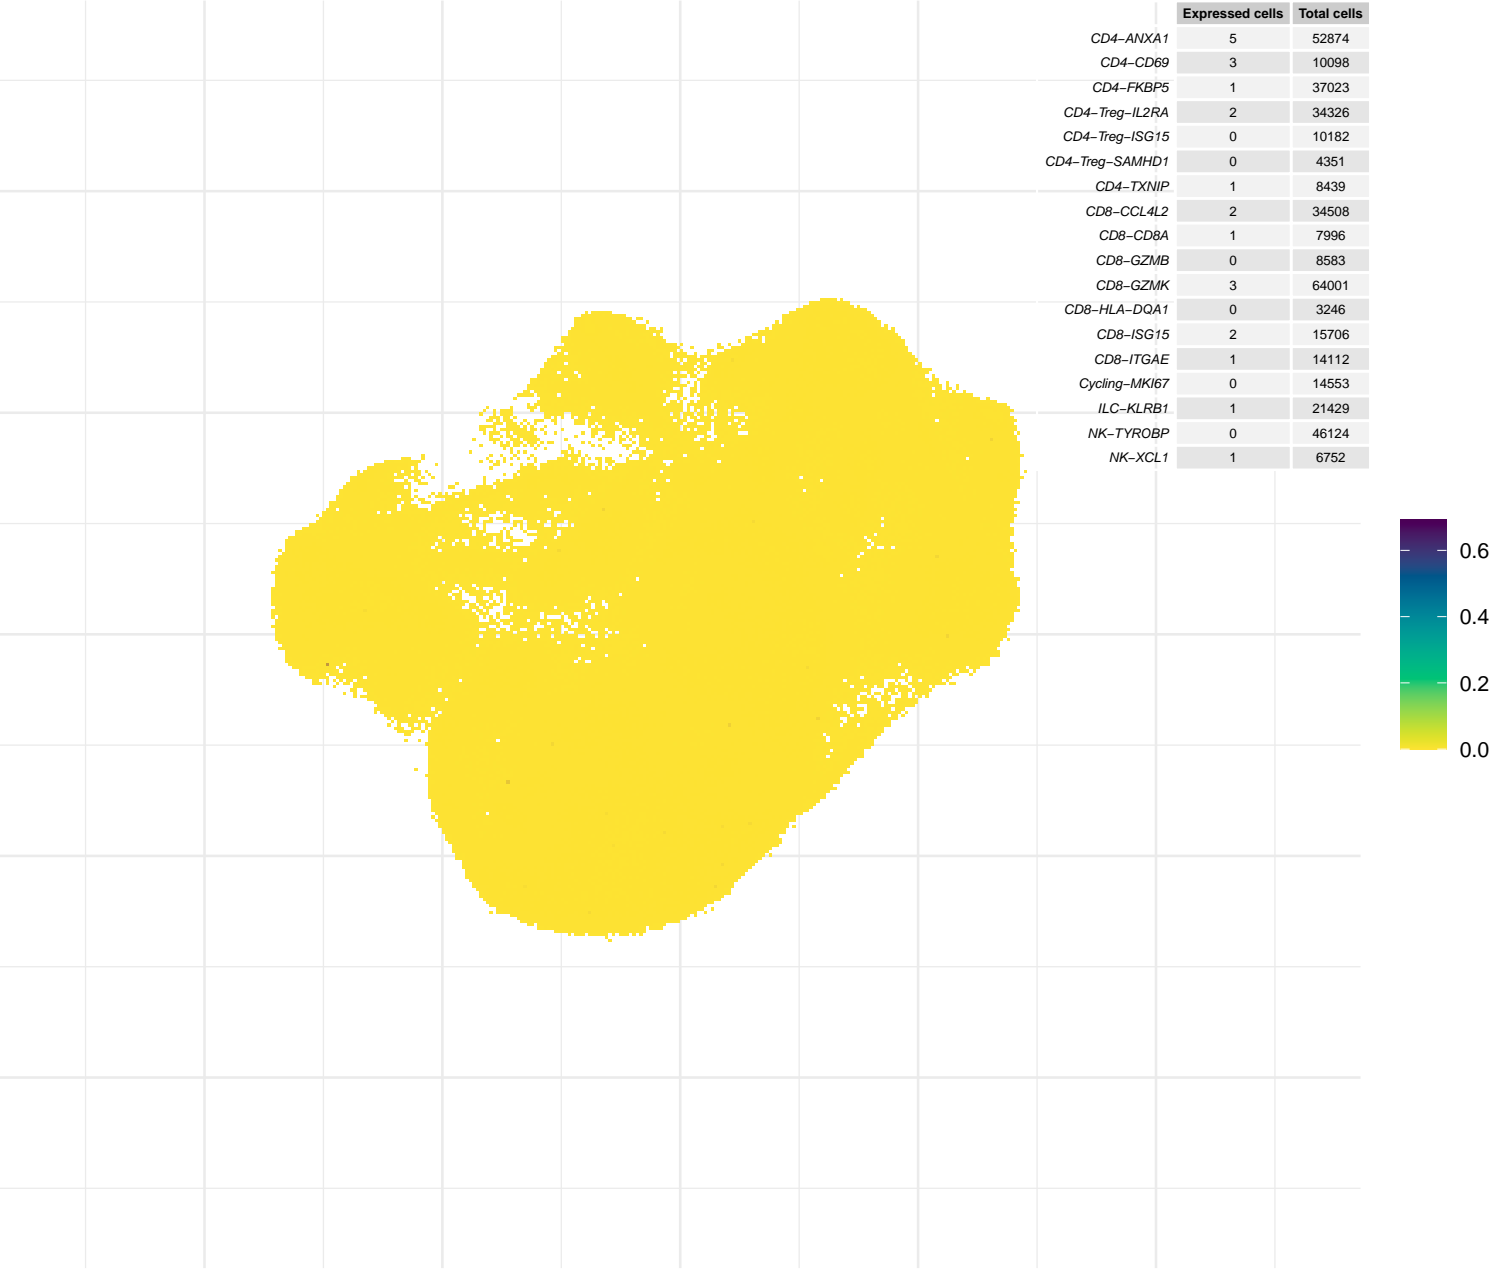 Expressed cells Total cells
CD4−ANXA1 5 52874
CD4−CD69 3 10098
CD4−FKBP5 1 37023
CD4−Treg−IL2RA 2 34326
CD4−Treg−ISG15 0 10182
CD4−Treg−SAMHD1 0 4351
CD4−TXNIP 1 8439
CD8−CCL4L2 2 34508
CD8−CD8A 1 7996
CD8−GZMB 0 8583
CD8−GZMK 3 64001
CD8−HLA−DQA1 0 3246
CD8−ISG15 2 15706
CD8−ITGAE 1 14112
Cycling−MKI67 0 14553
ILC−KLRB1 1 21429
NK−TYROBP 0 46124
NK−XCL1 1 6752
0.6
0.4
0.2
0.0